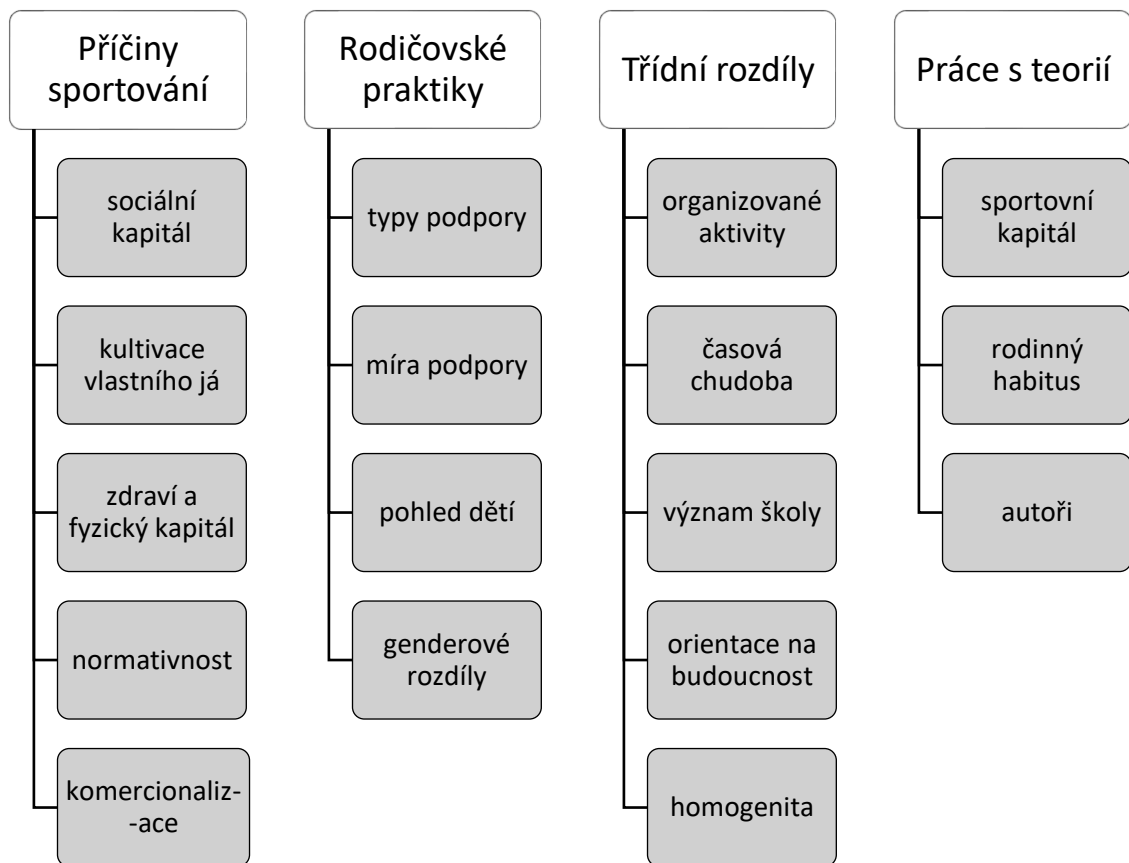 Příčiny
sportování
sociální
kapitál
kultivace
vlastního já
zdraví a
fyzický kapitál
normativnost
komercionaliz-
-ace
Rodičovské
praktiky
typy podpory
míra podpory
pohled dětí
genderové
rozdíly
Třídní rozdíly
organizované
aktivity
časová
chudoba
význam školy
orientace na
budoucnost
homogenita
Práce s teorií
sportovní
kapitál
rodinný
habitus
autoři